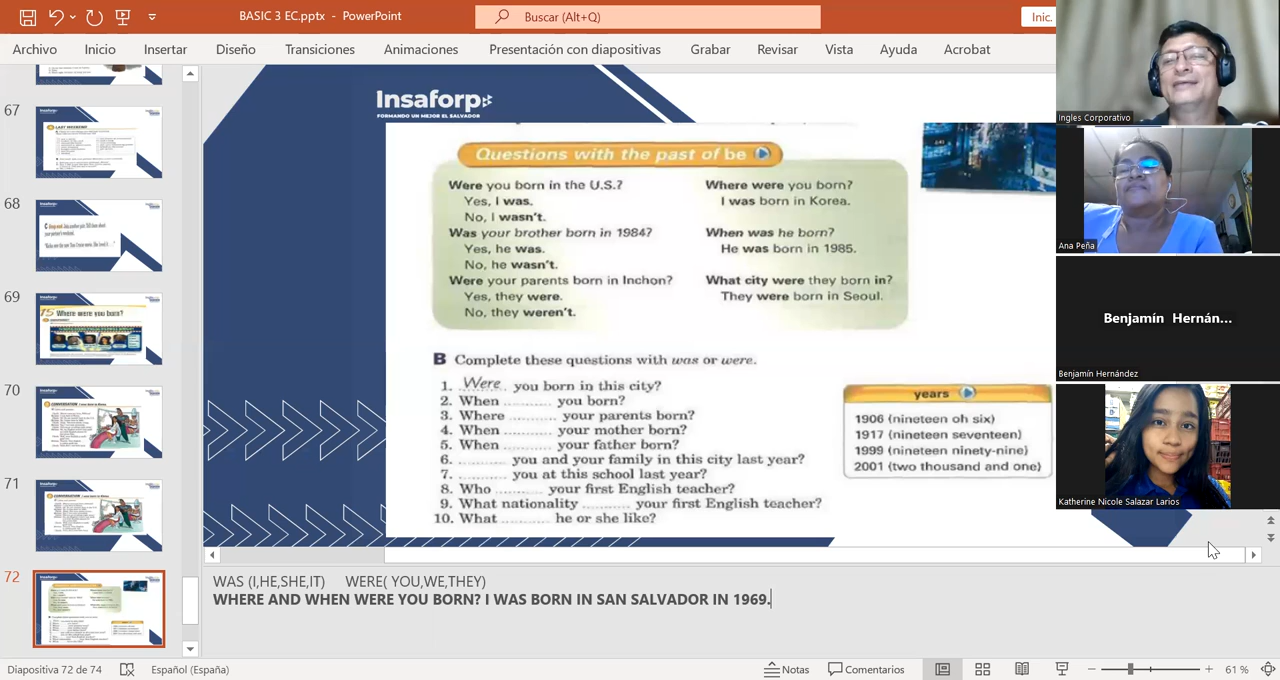 BASIC 3 EC.pptx - PowerPoint
Buscar (Alt+Q)
Inic.
Archivo Inicio Insertar Diseño Transiciones Animaciones Presentación con diapositivas Grabar Revisar Vista Ayuda Acrobat
67
LAST WEEKEND
68
69
15 Where were you born?
70
71
72
Insaforp
FORMANDO UN MEJOR EL SALVADOR
Questions with the past of be
Were you born in the U.S.?
Yes, I was.
No, I wasn't.
Was your brother born in 1984?
Yes, he was.
No, he wasn't.
Were your parents born in Inchon?
Yes, they were.
No, they weren't.
Where were you born?
I was born in Korea.
When was he born?
He was born in 1985.
What city were they born in?
They were born in Seoul.
B Complete these questions with was or were.
1. Were you born in this city?
2. When ......... you born?
3. Where ......... your parents born?
4. When ......... your mother born?
5. When ......... your father born?
6. ......... you and your family in this city last year?
7. ......... you at this school last year?
8. Who ......... your first English teacher?
9. What nationality ......... your first English teacher?
10. What ......... he or she like?
years
1906 (nineteen oh six)
1917 (nineteen seventeen)
1999 (nineteen ninety-nine)
2001 (two thousand and one)
Ingles Corporativo
Ana Peña
Benjamín Hernán...
Benjamín Hernández
Katherine Nicole Salazar Larios
WAS (I,HE,SHE,IT) WERE( YOU,WE,THEY)
WHERE AND WHEN WERE YOU BORN? I WAS BORN IN SAN SALVADOR IN 1969.
Diapositiva 72 de 74 Español (España) Notas Comentarios 61 %